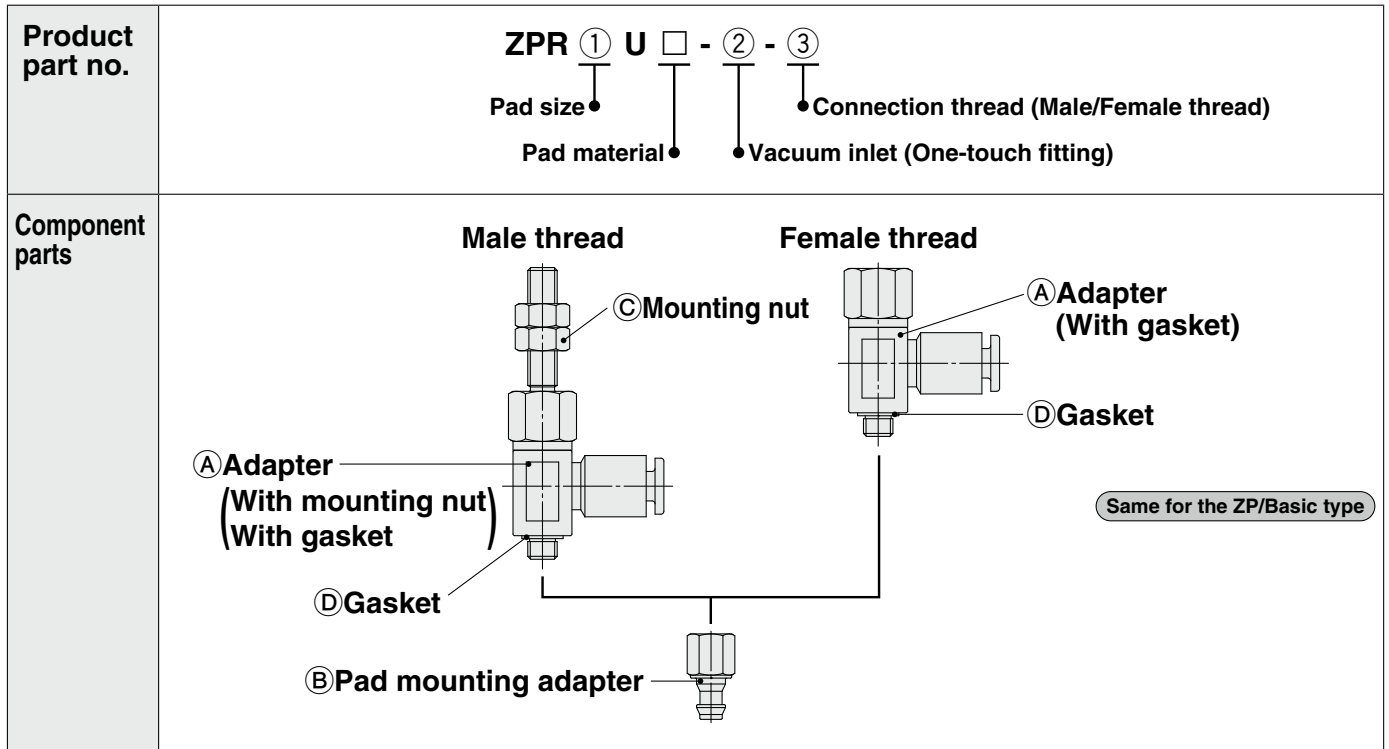 Product
part no.
ZPR ① U □ - ② - ③
Pad size
Connection thread (Male/Female thread)
Pad material
Vacuum inlet (One-touch fitting)
Component
parts
Male thread
Female thread
ⒸMounting nut
ⒶAdapter
(With gasket)
ⒹGasket
ⒶAdapter
(With mounting nut
With gasket)
ⒹGasket
Same for the ZP/Basic type
ⒷPad mounting adapter